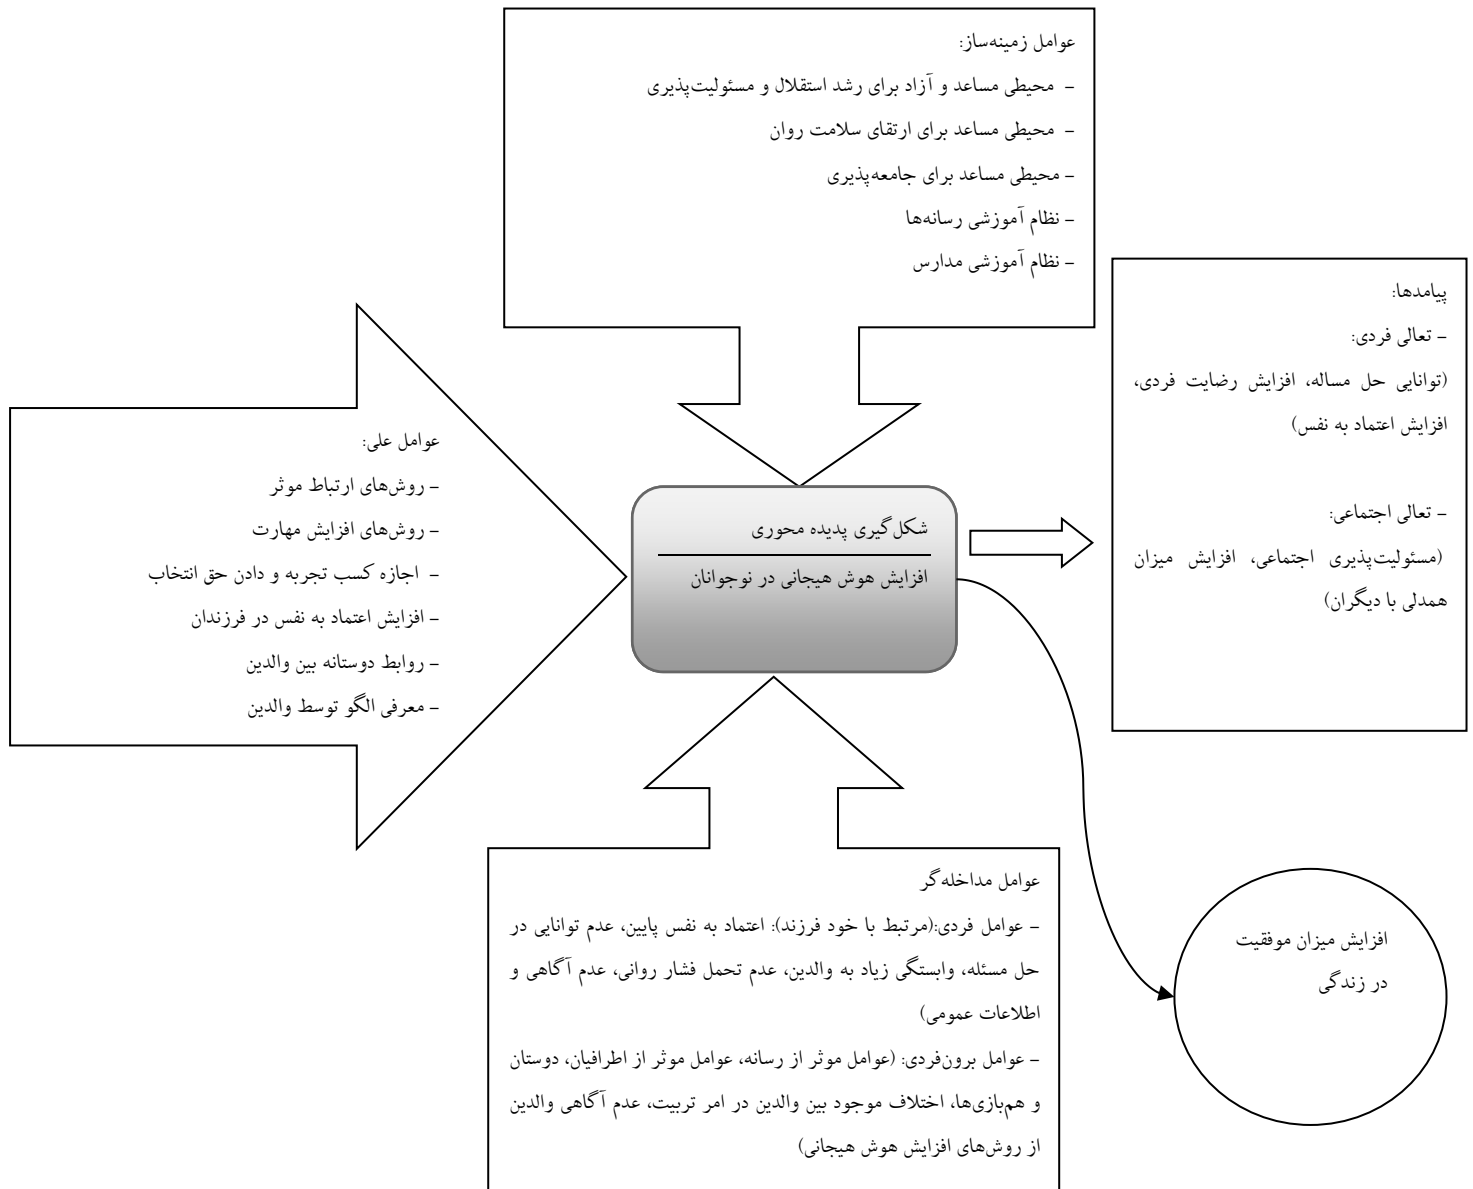 عوامل زمینه‌ساز:
- محیطی مساعد و آزاد برای رشد استقلال و مسئولیت‌پذیری
- محیطی مساعد برای ارتقای سلامت روان
- محیطی مساعد برای جامعه‌پذیری
- نظام آموزشی رسانه‌ها
- نظام آموزشی مدارس
پیامدها:
- تعالی فردی:
(توانایی حل مساله، افزایش رضایت فردی،
افزایش اعتماد به نفس)
- تعالی اجتماعی:
(مسئولیت‌پذیری اجتماعی، افزایش میزان
همدلی با دیگران)
عوامل علی:
- روش‌های ارتباط موثر
- روش‌های افزایش مهارت
- اجازه کسب تجربه و دادن حق انتخاب
- افزایش اعتماد به نفس در فرزندان
- روابط دوستانه بین والدین
- معرفی الگو توسط والدین
شکل‌گیری پدیده محوری
افزایش هوش هیجانی در نوجوانان
عوامل مداخله‌گر
- عوامل فردی:(مرتبط با خود فرزند): اعتماد به نفس پایین، عدم توانایی در
حل مسئله، وابستگی زیاد به والدین، عدم تحمل فشار روانی، عدم آگاهی و
اطلاعات عمومی)
- عوامل برون‌فردی: (عوامل موثر از رسانه، عوامل موثر از اطرافیان، دوستان
و هم‌بازی‌ها، اختلاف موجود بین والدین در امر تربیت، عدم آگاهی والدین
از روش‌های افزایش هوش هیجانی)
افزایش میزان موفقیت
در زندگی